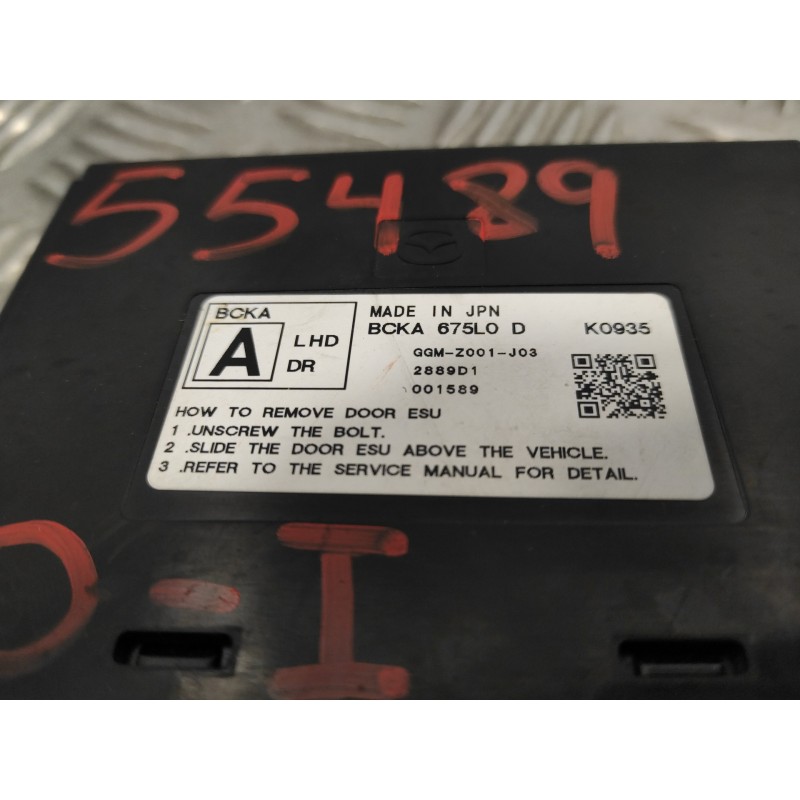 55489
BCKA
A LHD
DR
MADE IN JPN
BCKA 675L0 D K0935
GGM-Z001-J03
2889D1
001589
HOW TO REMOVE DOOR ESU
1 .UNSCREW THE BOLT.
2 .SLIDE THE DOOR ESU ABOVE THE VEHICLE.
3 .REFER TO THE SERVICE MANUAL FOR DETAIL.
D-I